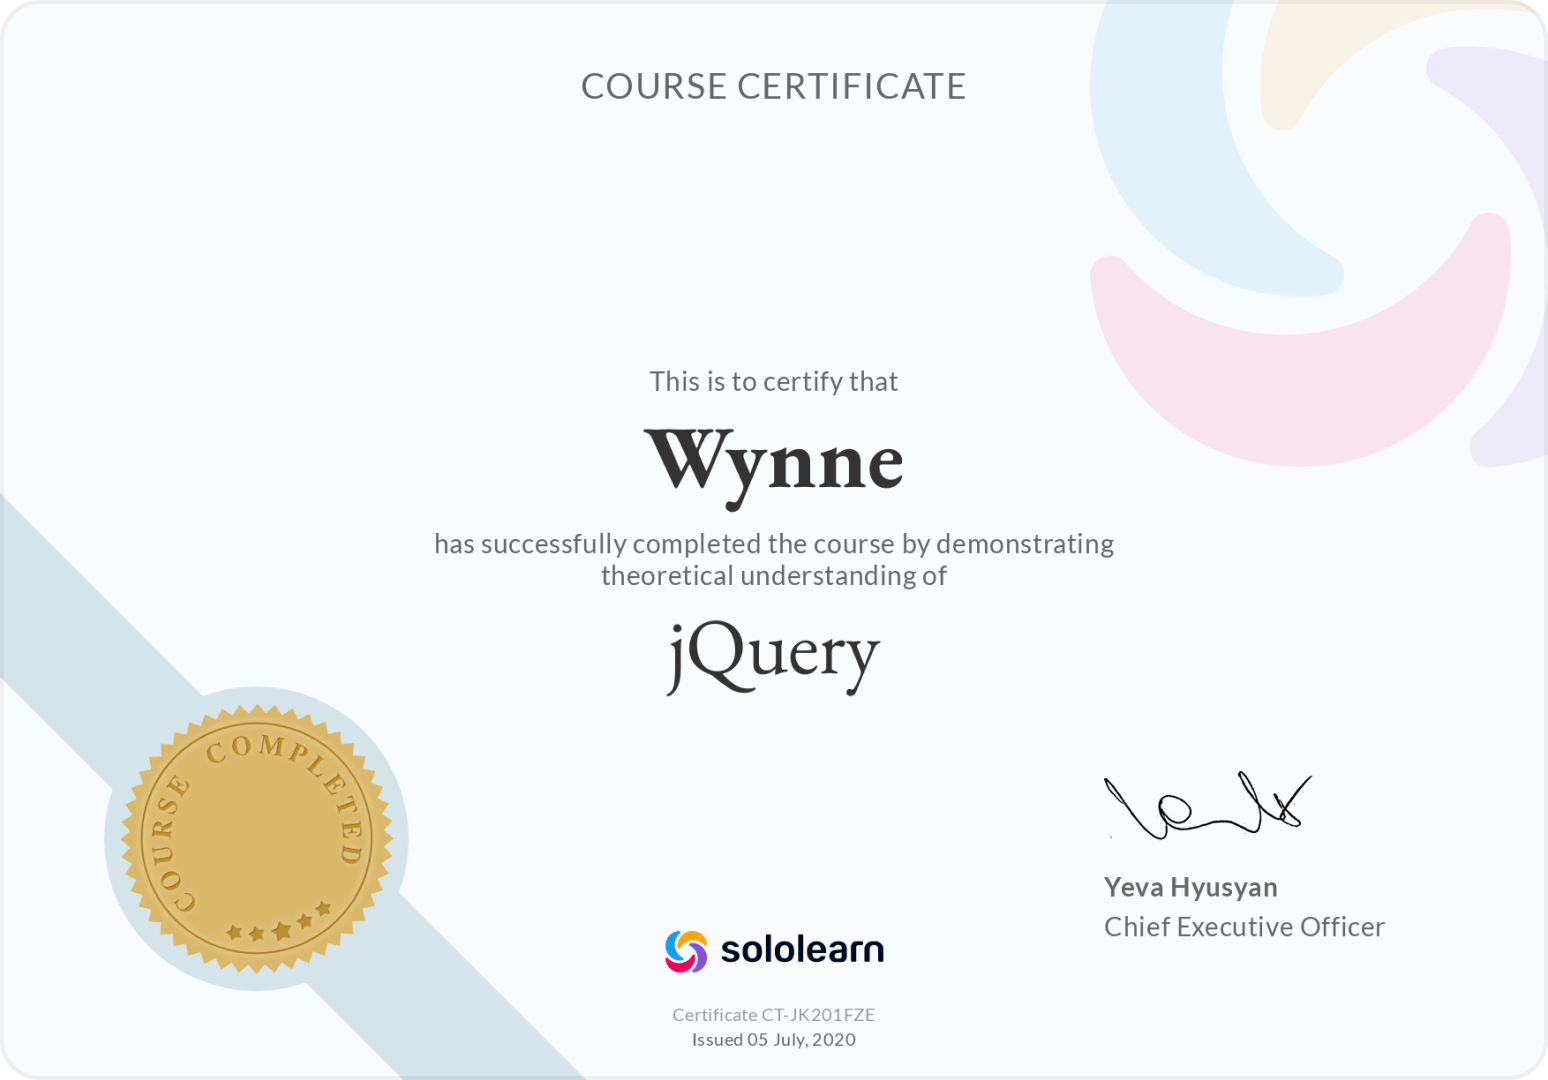 COURSE CERTIFICATE
This is to certify that
Wynne
has successfully completed the course by demonstrating
theoretical understanding of
jQuery
COURSE COMPLETED
Yeva Hyusyan
Chief Executive Officer
sololearn
Certificate CT-JK201FZE
Issued 05 July, 2020